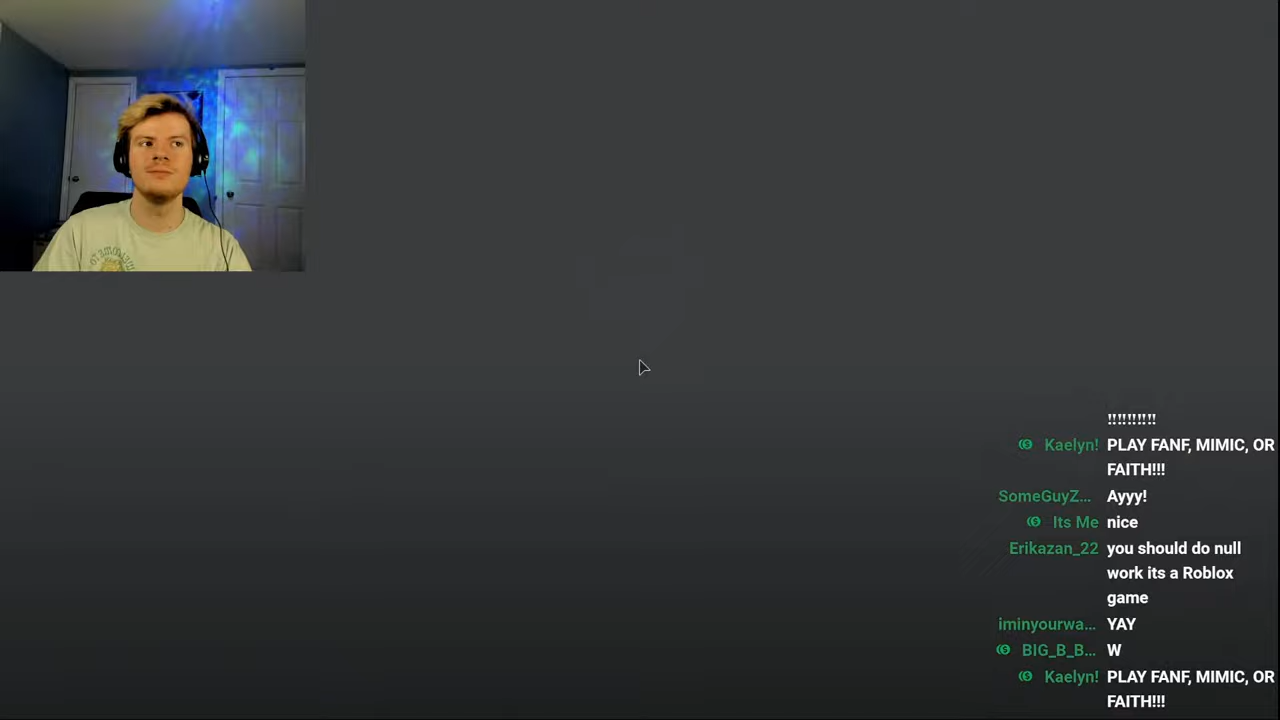 !!!!!!!!!!
Kaelyn! PLAY FANF, MIMIC, OR
FAITH!!!
SomeGuyZ... Ayyy!
Its Me nice
Erikazan_22 you should do null
work its a Roblox
game
iminyourwa... YAY
BIG_B_B... W
Kaelyn! PLAY FANF, MIMIC, OR
FAITH!!!